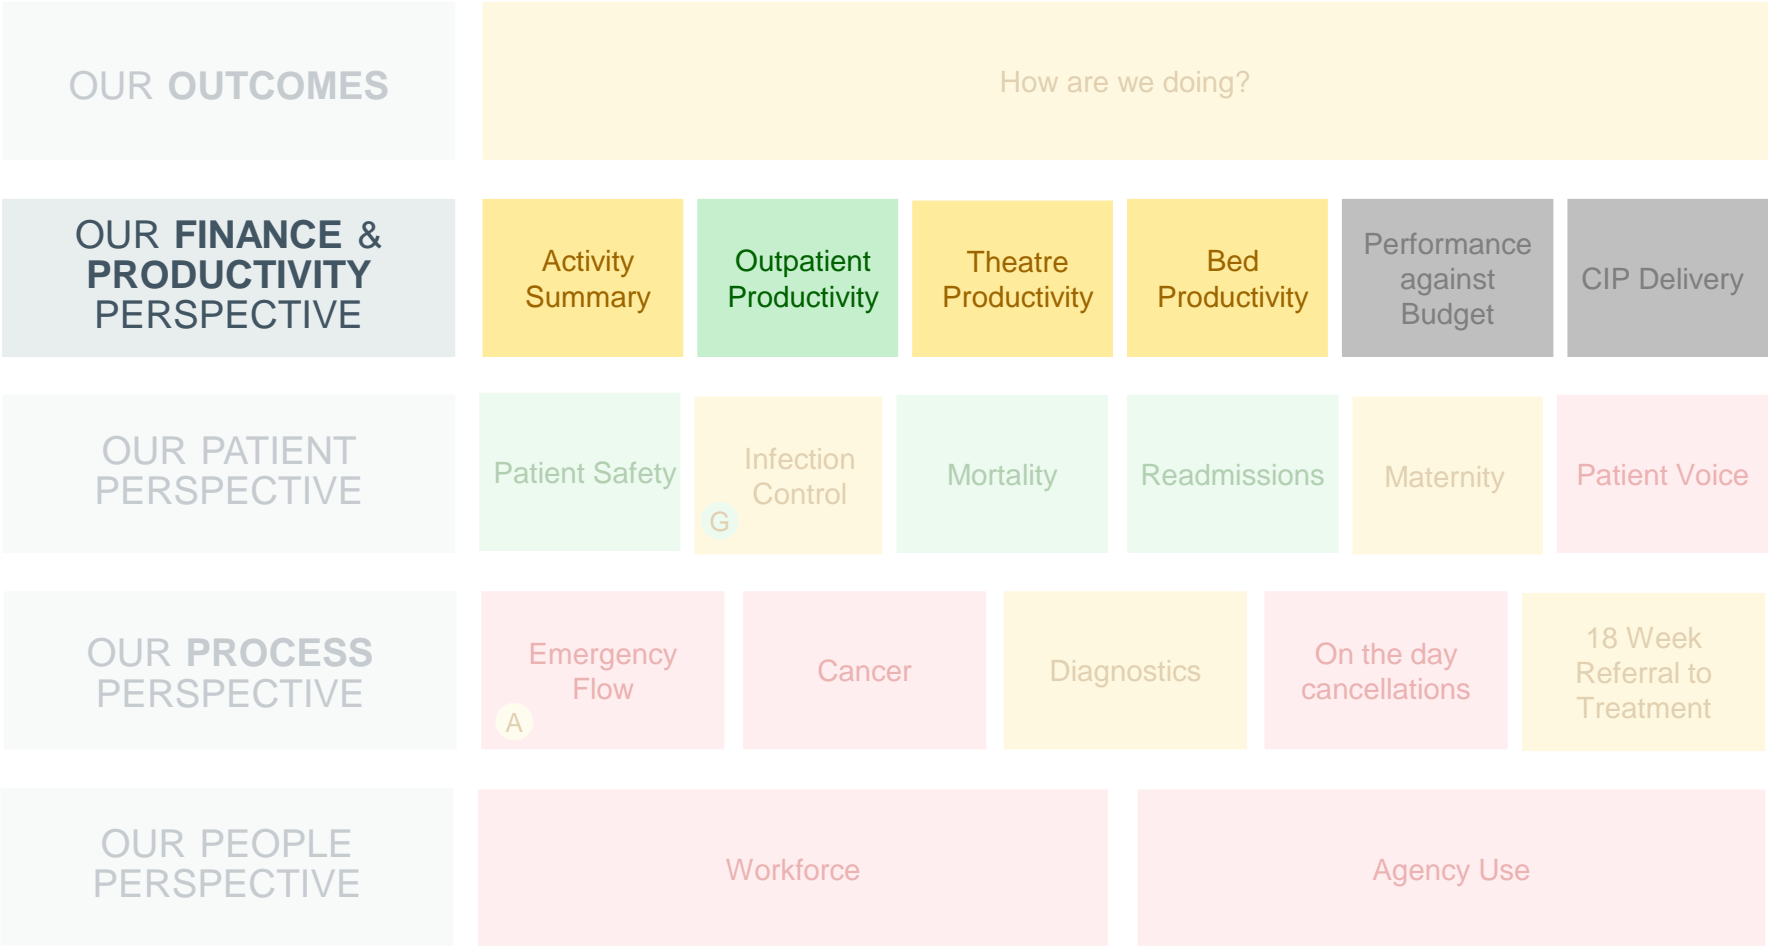 OUR OUTCOMES
How are we doing?
OUR FINANCE &
PRODUCTIVITY
PERSPECTIVE
Activity
Summary
Outpatient
Productivity
Theatre
Productivity
Bed
Productivity
Performance
against
Budget
CIP Delivery
OUR PATIENT
PERSPECTIVE
Patient Safety
Infection
Control
G
Mortality
Readmissions
Maternity
Patient Voice
OUR PROCESS
PERSPECTIVE
Emergency
Flow
A
Cancer
Diagnostics
On the day
cancellations
18 Week
Referral to
Treatment
OUR PEOPLE
PERSPECTIVE
Workforce
Agency Use